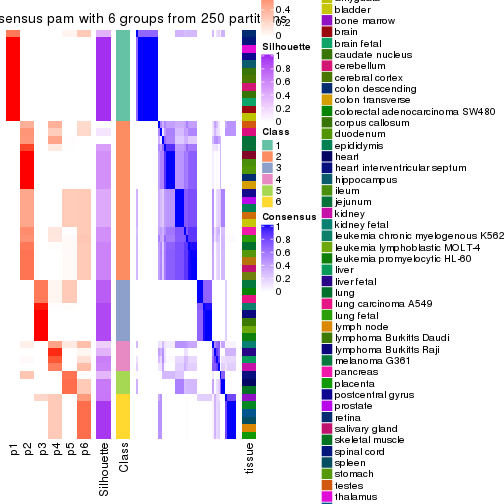 sensus pam with 6 groups from 250 partitions
0.4
0.2
0
Silhouette
1
0.8
0.6
0.4
0.2
0
Class
1
2
3
4
5
6
Consensus
1
0.8
0.6
0.4
0.2
0
bladder
bone marrow
brain
brain fetal
caudate nucleus
cerebellum
cerebral cortex
colon descending
colon transverse
colorectal adenocarcinoma SW480
corpus callosum
duodenum
epididymis
heart
heart interventricular septum
hippocampus
ileum
jejunum
kidney
kidney fetal
leukemia chronic myelogenous K562
leukemia lymphoblastic MOLT-4
leukemia promyelocytic HL-60
liver
liver fetal
lung
lung carcinoma A549
lung fetal
lymph node
lymphoma Burkitts Daudi
lymphoma Burkitts Raji
melanoma G361
pancreas
placenta
postcentral gyrus
prostate
retina
salivary gland
skeletal muscle
spinal cord
spleen
stomach
testes
thalamus
p1
p2
p3
p4
p5
p6
Silhouette
Class
tissue